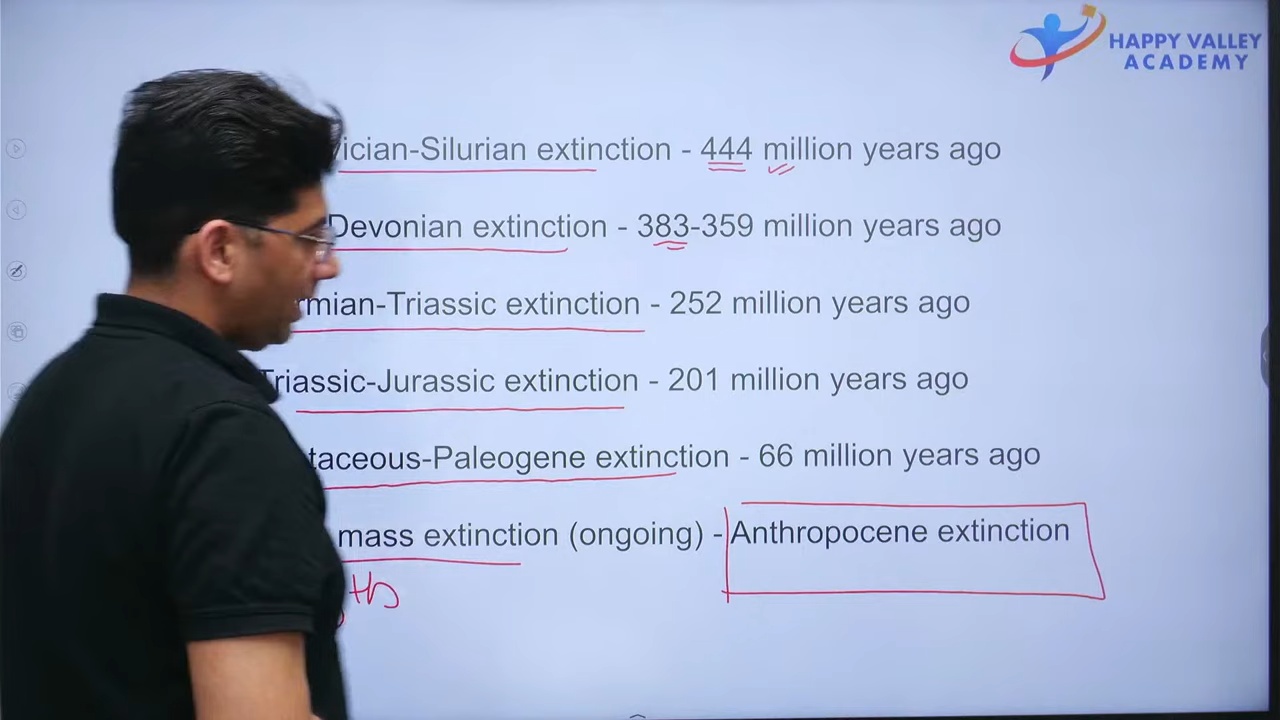 HAPPY VALLEY
ACADEMY
ician-Silurian extinction - 444 million years ago
Devonian extinction - 383-359 million years ago
rmian-Triassic extinction - 252 million years ago
Triassic-Jurassic extinction - 201 million years ago
taceous-Paleogene extinction - 66 million years ago
mass extinction (ongoing) - Anthropocene extinction
th